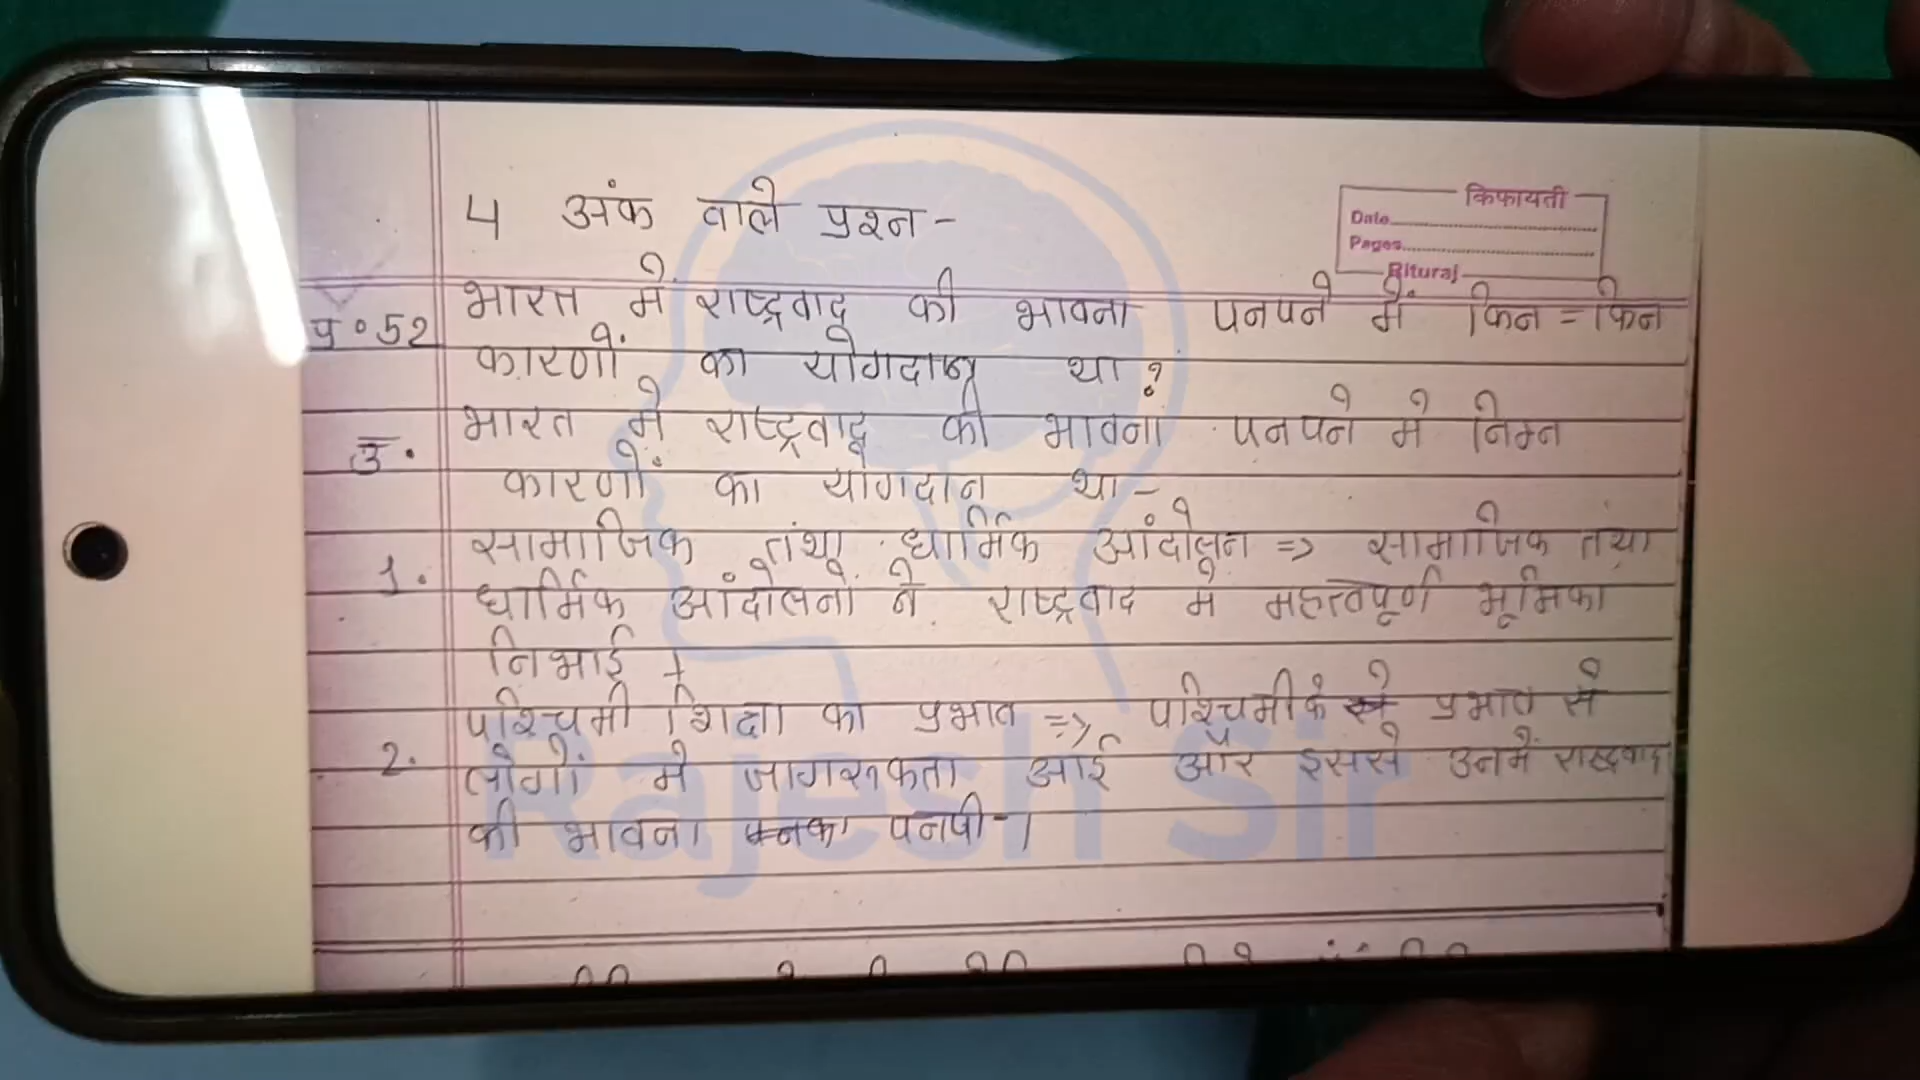 किफायती
Date
Pages
Rituraj
4 अंक वाले प्रश्न-
प्र०52 भारत में राष्ट्रवाद की भावना पनपने में किन = किन
कारणों का योगदान था?
उ. भारत में राष्ट्रवाद की भावना पनपने मे निम्न
कारणों का योगदान था-
1. सामाजिक तथा धार्मिक आंदोलन => सामाजिक तथा
धार्मिक आंदोलनों ने राष्ट्रवाद मे महत्त्वपूर्ण भूमिका
निभाई।
2. पश्चिमी शिक्षा का प्रभाव => पश्चिमी के प्रभाव से
लोगों मे जागरूकता आई और इससे उनमें राष्ट्रवाद
की भावना पनपी-।
Rajesh Sir